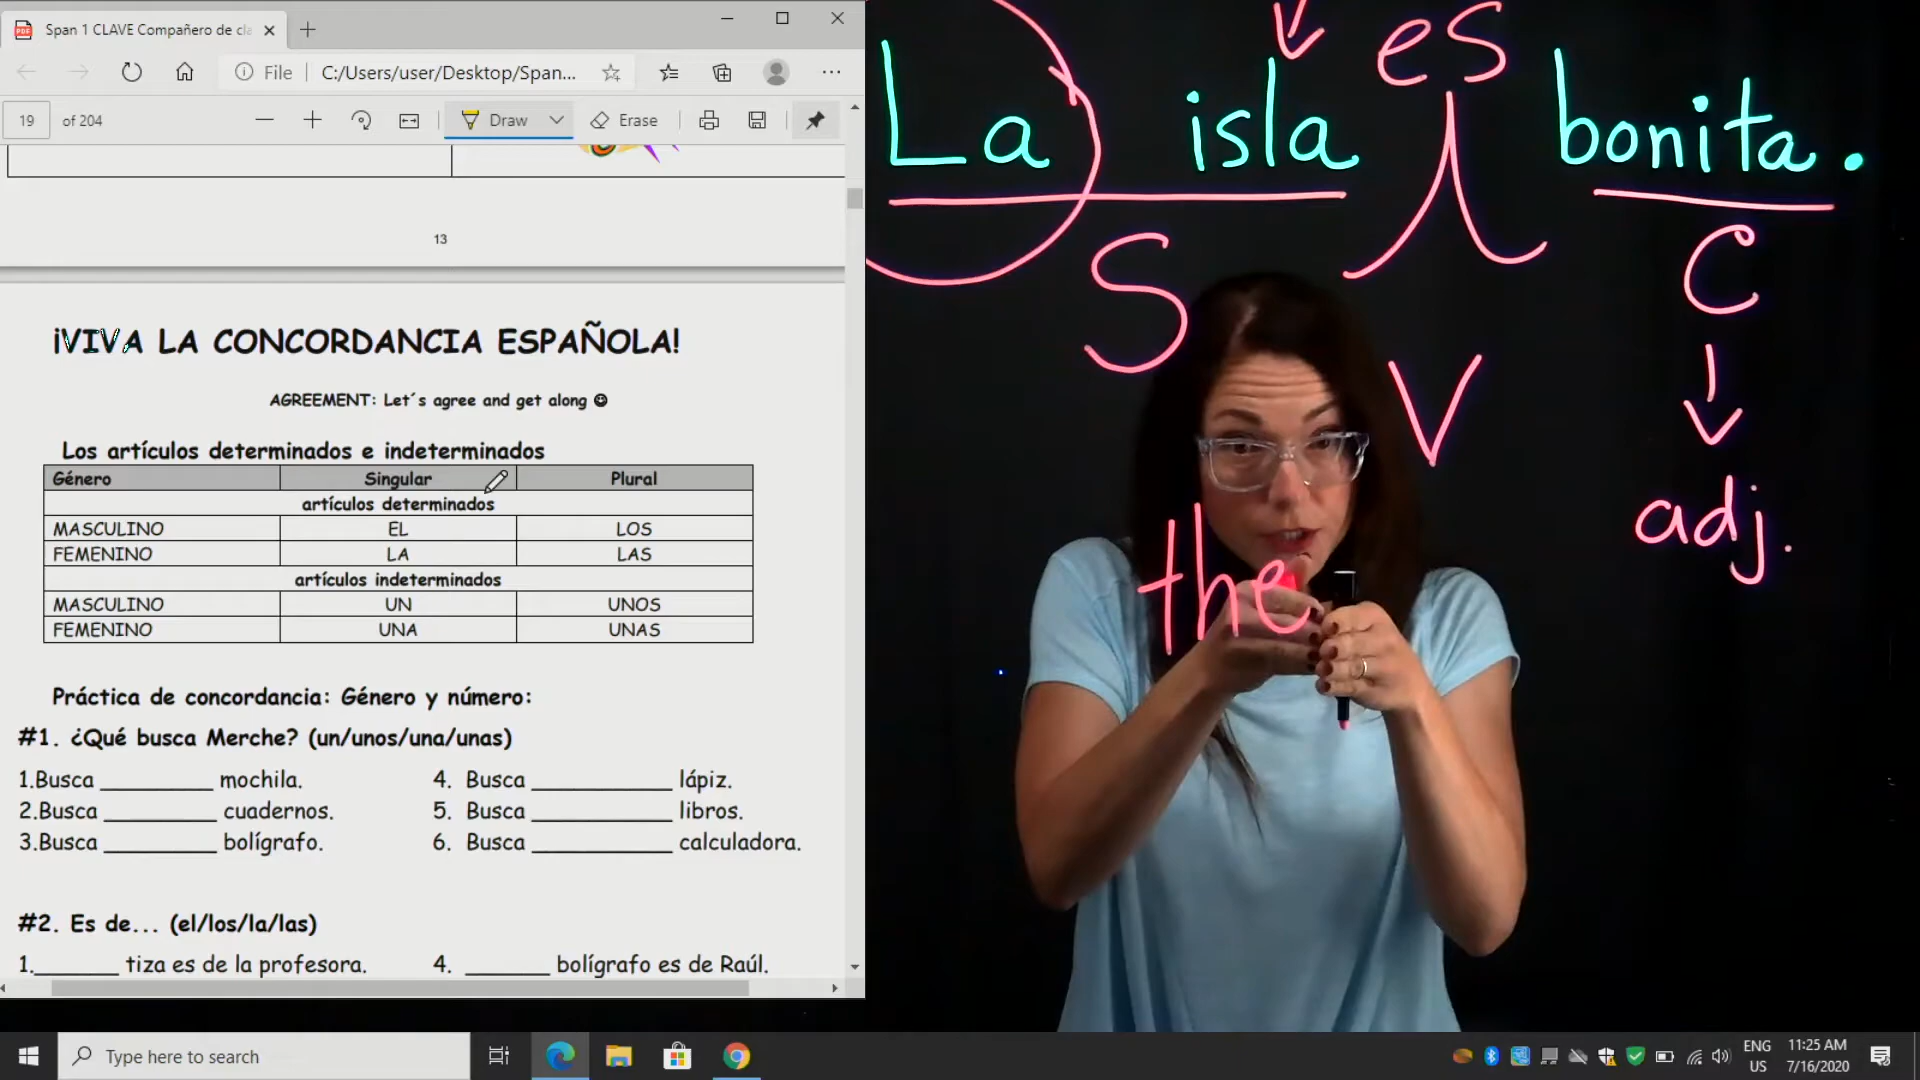 Span 1 CLAVE Compañero de cla
File C:/Users/user/Desktop/Span...
19 of 204 Draw Erase
13
¡VIVA LA CONCORDANCIA ESPAÑOLA!
AGREEMENT: Let´s agree and get along
Los artículos determinados e indeterminados
Género Singular Plural
artículos determinados
MASCULINO EL LOS
FEMENINO LA LAS
artículos indeterminados
MASCULINO UN UNOS
FEMENINO UNA UNAS
Práctica de concordancia: Género y número:
#1. ¿Qué busca Merche? (un/unos/una/unas)
1.Busca _________ mochila.
2.Busca _________ cuadernos.
3.Busca _________ bolígrafo.
4. Busca ___________ lápiz.
5. Busca ___________ libros.
6. Busca ___________ calculadora.
#2. Es de... (el/los/la/las)
1._______ tiza es de la profesora.
4. _______ bolígrafo es de Raúl.
es
La isla bonita.
S
V
C
adj.
the
Type here to search
ENG
US
11:25 AM
7/16/2020